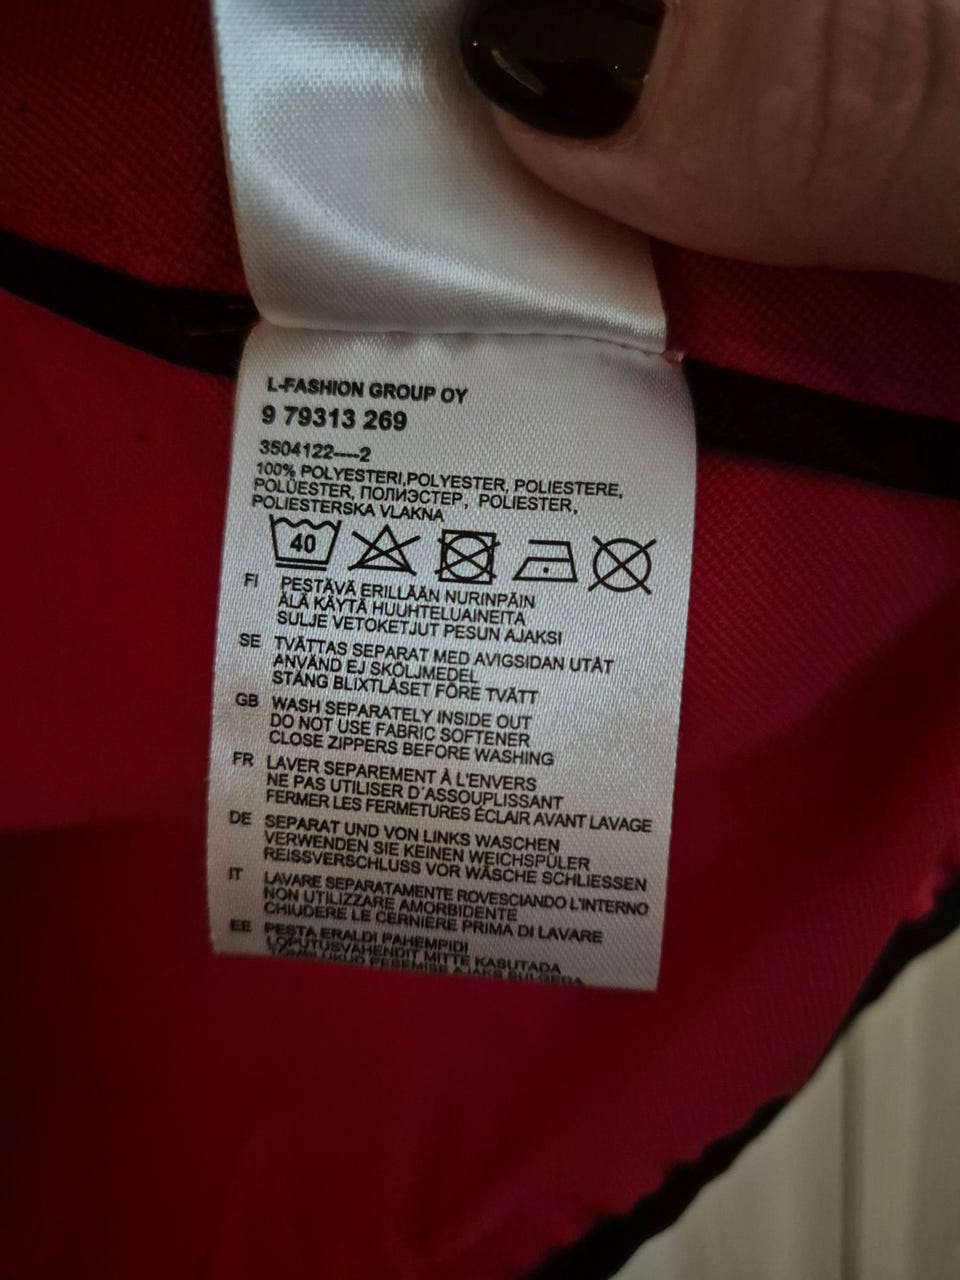 L-FASHION GROUP OY
9 79313 269
3504122----2
100% POLYESTERI,POLYESTER, POLIESTERE,
POLÜESTER, ПОЛИЭСТЕР, POLIESTER,
POLIESTERSKA VLAKNA
40
FI PESTÄVÄ ERILLÄÄN NURINPÄIN
ÄLÄ KÄYTÄ HUUHTELUAINEITA
SULJE VETOKETJUT PESUN AJAKSI
SE TVÄTTAS SEPARAT MED AVIGSIDAN UTÅT
ANVÄND EJ SKÖLJMEDEL
STÄNG BLIXTLÅSET FÖRE TVÄTT
GB WASH SEPARATELY INSIDE OUT
DO NOT USE FABRIC SOFTENER
CLOSE ZIPPERS BEFORE WASHING
FR LAVER SEPAREMENT À L'ENVERS
NE PAS UTILISER D'ASSOUPLISSANT
FERMER LES FERMETURES ÉCLAIR AVANT LAVAGE
DE SEPARAT UND VON LINKS WASCHEN
VERWENDEN SIE KEINEN WEICHSPÜLER
REISSVERSCHLUSS VOR WÄSCHE SCHLIESSEN
IT LAVARE SEPARATAMENTE ROVESCIANDO L'INTERNO
NON UTILIZZARE AMORBIDENTE
CHIUDERE LE CERNIERE PRIMA DI LAVARE
EE PESTA ERALDI PAHEMPIDI
LOPUTUSVAHENDIT MITTE KASUTADA
TÕMBLUKUD PESEMISE AJAKS SULGEDA